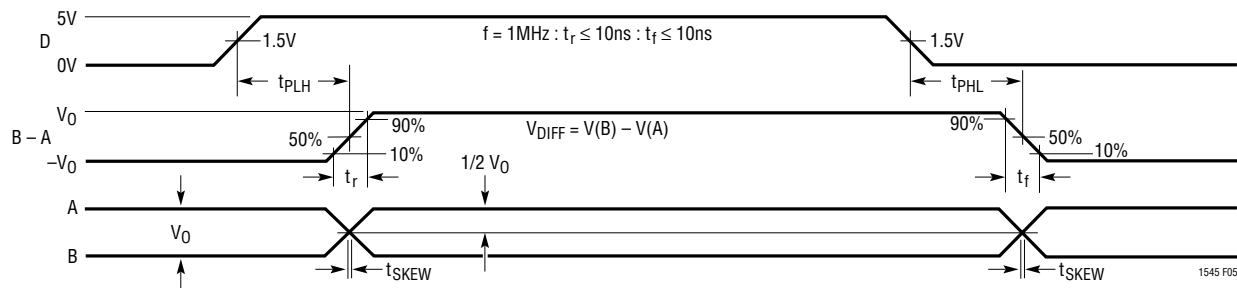 5V
D
1.5V
f = 1MHz : tr ≤ 10ns : tf ≤ 10ns
1.5V
0V
tPLH
tPHL
VO
B – A
90%
50%
10%
VDIFF = V(B) – V(A)
90%
50%
10%
–VO
tr
1/2 VO
tf
A
VO
B
tSKEW
tSKEW
1545 F05